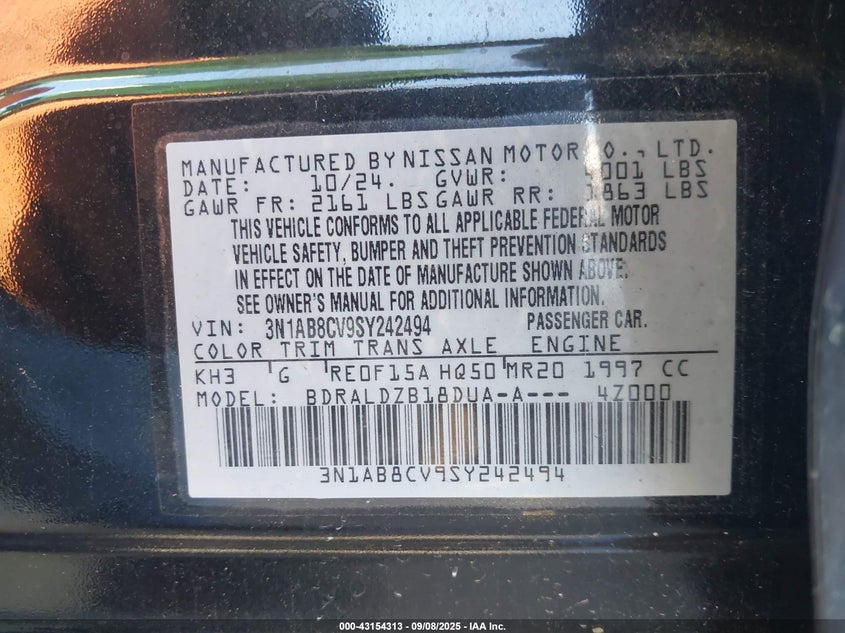 MANUFACTURED BY NISSAN MOTOR CO., LTD.
DATE: 10/24. GVWR: 4001 LBS
GAWR FR: 2161 LBS GAWR RR: 1863 LBS
THIS VEHICLE CONFORMS TO ALL APPLICABLE FEDERAL MOTOR
VEHICLE SAFETY, BUMPER AND THEFT PREVENTION STANDARDS
IN EFFECT ON THE DATE OF MANUFACTURE SHOWN ABOVE.
SEE OWNER'S MANUAL FOR ADDITIONAL INFORMATION.
VIN: 3N1AB8CV9SY242494 PASSENGER CAR.
COLOR TRIM TRANS AXLE ENGINE
KH3 G RE0F15A HQ50 MR20 1997 CC
MODEL: BDRALDZB18DUA-A--- 4Z000
3N1AB8CV9SY242494
000-43154313 - 09/08/2025 - IAA Inc.